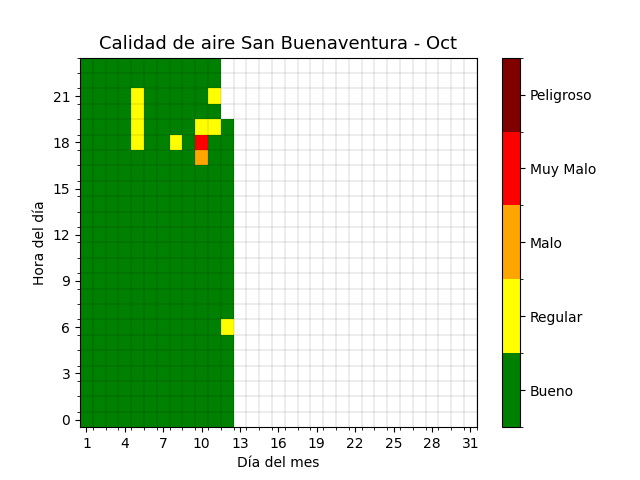 Calidad de aire San Buenaventura - Oct
Hora del día
21
18
15
12
9
6
3
0
1 4 7 10 13 16 19 22 25 28 31
Día del mes
Peligroso
Muy Malo
Malo
Regular
Bueno